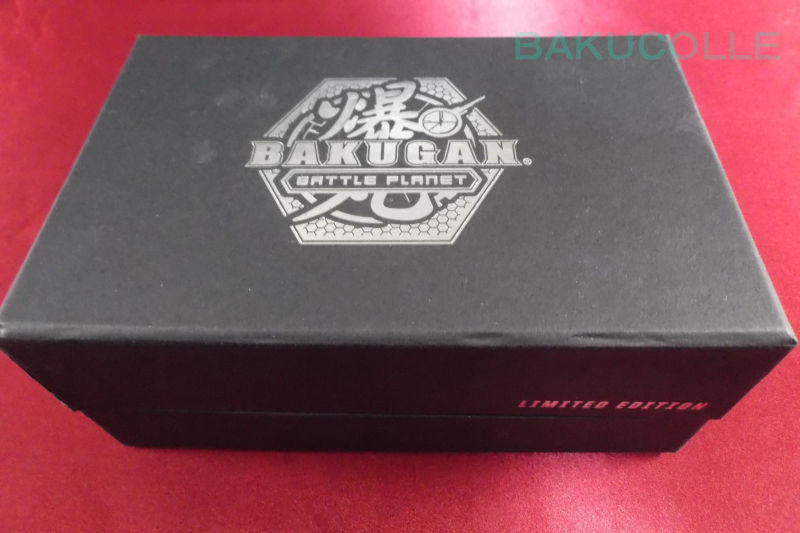 BAKUCOLLE
爆
BAKUGAN®
BATTLE PLANET
丸
LIMITED EDITION